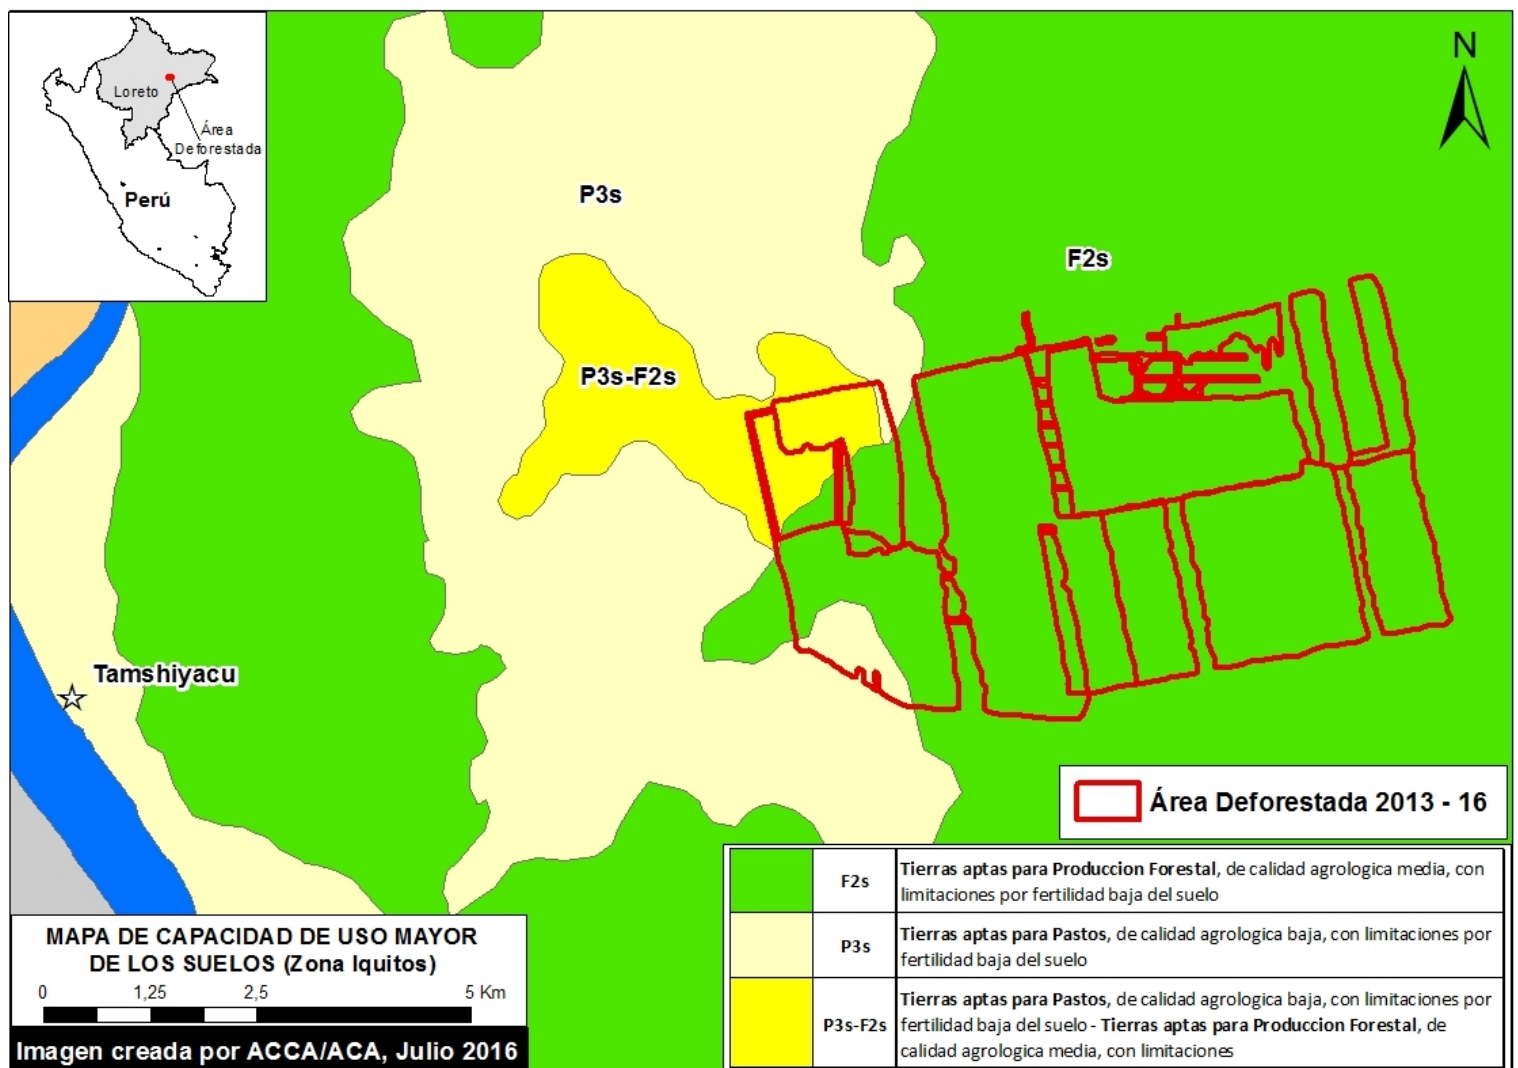 N
Loreto
Área
Deforestada
Perú
P3s
F2s
P3s-F2s
Tamshiyacu
Área Deforestada 2013 - 16
F2s
Tierras aptas para Produccion Forestal, de calidad agrologica media, con
limitaciones por fertilidad baja del suelo
P3s
Tierras aptas para Pastos, de calidad agrologica baja, con limitaciones por
fertilidad baja del suelo
P3s-F2s
Tierras aptas para Pastos, de calidad agrologica baja, con limitaciones por
fertilidad baja del suelo - Tierras aptas para Produccion Forestal, de
calidad agrologica media, con limitaciones
MAPA DE CAPACIDAD DE USO MAYOR
DE LOS SUELOS (Zona Iquitos)
0 1,25 2,5 5 Km
Imagen creada por ACCA/ACA, Julio 2016